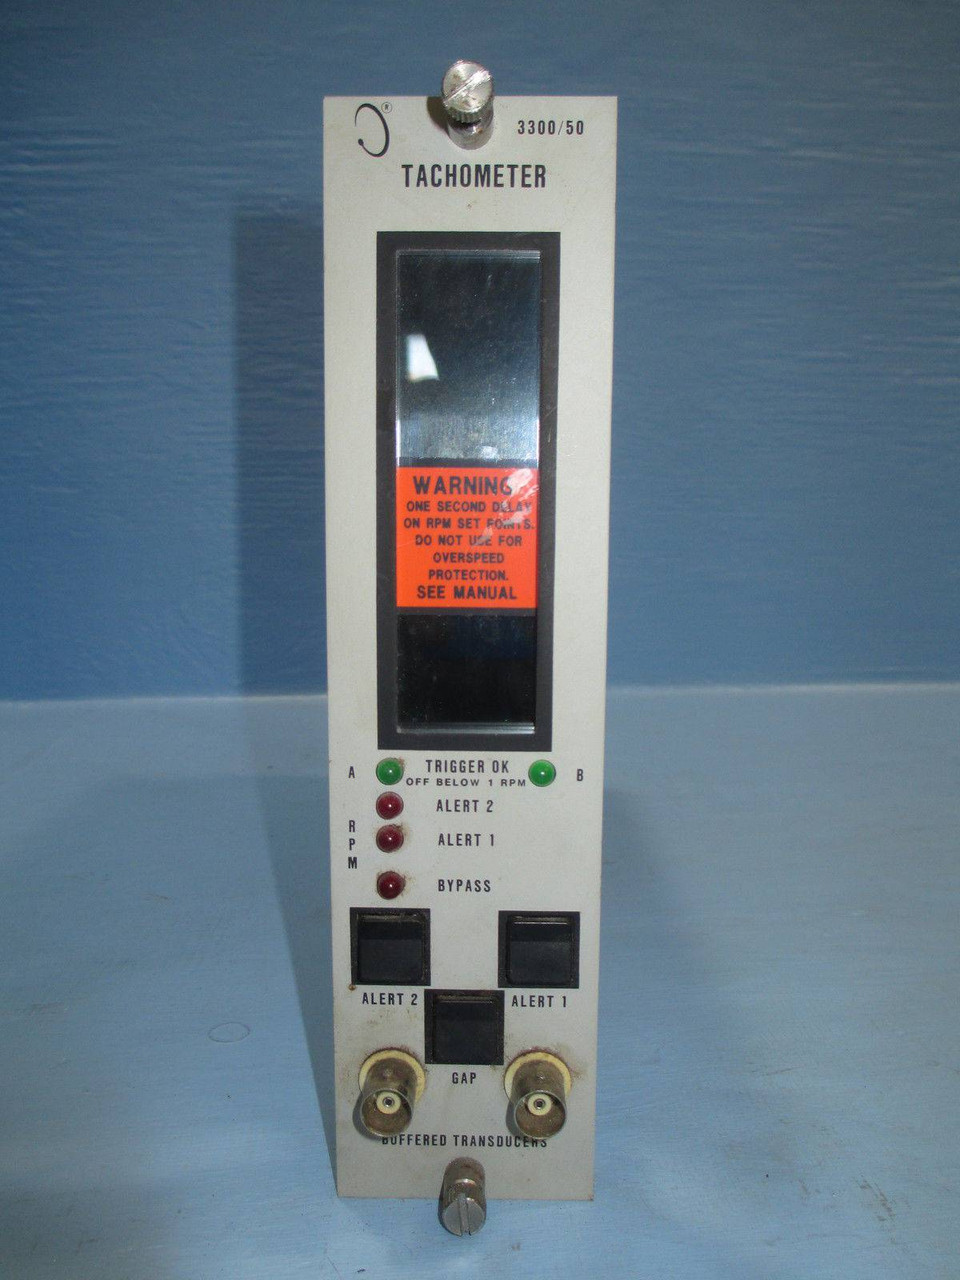 ®
3300/50
TACHOMETER
WARNING
ONE SECOND DELAY
ON RPM SET POINTS.
DO NOT USE FOR
OVERSPEED
PROTECTION.
SEE MANUAL
A TRIGGER OK B
OFF BELOW 1 RPM
ALERT 2
RPM ALERT 1
BYPASS
ALERT 2 ALERT 1
GAP
BUFFERED TRANSDUCERS